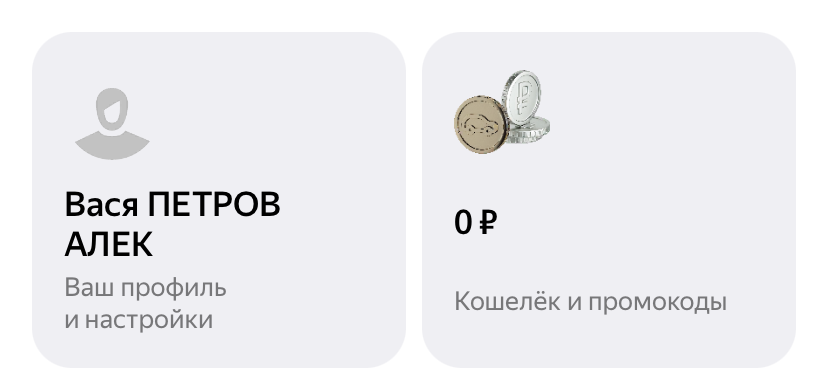 Вася ПЕТРОВ
АЛЕК
Ваш профиль
и настройки
0 ₽
Кошелёк и промокоды